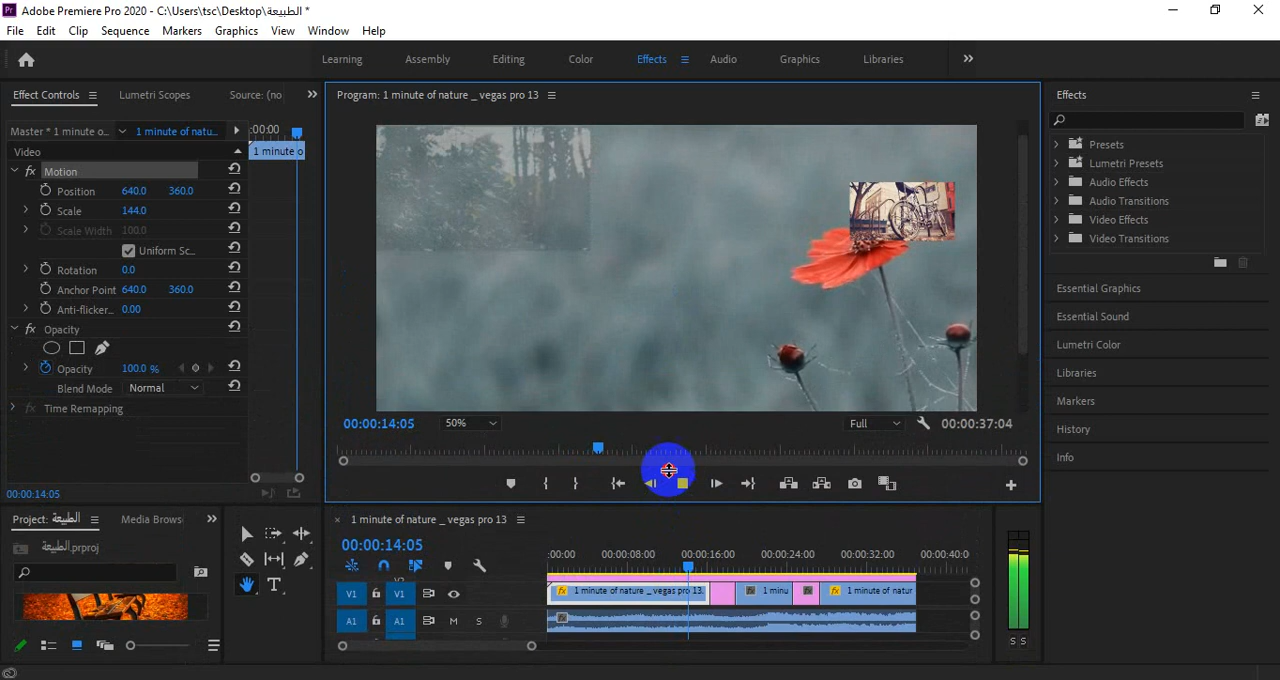 Adobe Premiere Pro 2020 - C:\Users\tsc\Desktop\الطبيعة *
File Edit Clip Sequence Markers Graphics View Window Help
Learning Assembly Editing Color Effects Audio Graphics Libraries
Effect Controls Lumetri Scopes Source: (no
Program: 1 minute of nature _ vegas pro 13
Effects
Master * 1 minute o... 1 minute of natu...
:00:00
Video
1 minute o
Motion
Position 640.0 360.0
Scale 144.0
Scale Width 100.0
Uniform Sc...
Rotation 0.0
Anchor Point 640.0 360.0
Anti-flicker... 0.00
Opacity
Opacity 100.0 %
Blend Mode Normal
Time Remapping
00:00:14:05
00:00:14:05 50% Full 00:00:37:04
Presets
Lumetri Presets
Audio Effects
Audio Transitions
Video Effects
Video Transitions
Essential Graphics
Essential Sound
Lumetri Color
Libraries
Markers
History
Info
Project: الطبيعة Media Brows
الطبيعة.prproj
1 minute of nature _ vegas pro 13
00:00:14:05
:00:00 00:00:08:00 00:00:16:00 00:00:24:00 00:00:32:00 00:00:40:0
V1 V1 1 minute of nature _ vegas pro 13. 1 minu 1 minute of natur
A1 A1 M S
S S